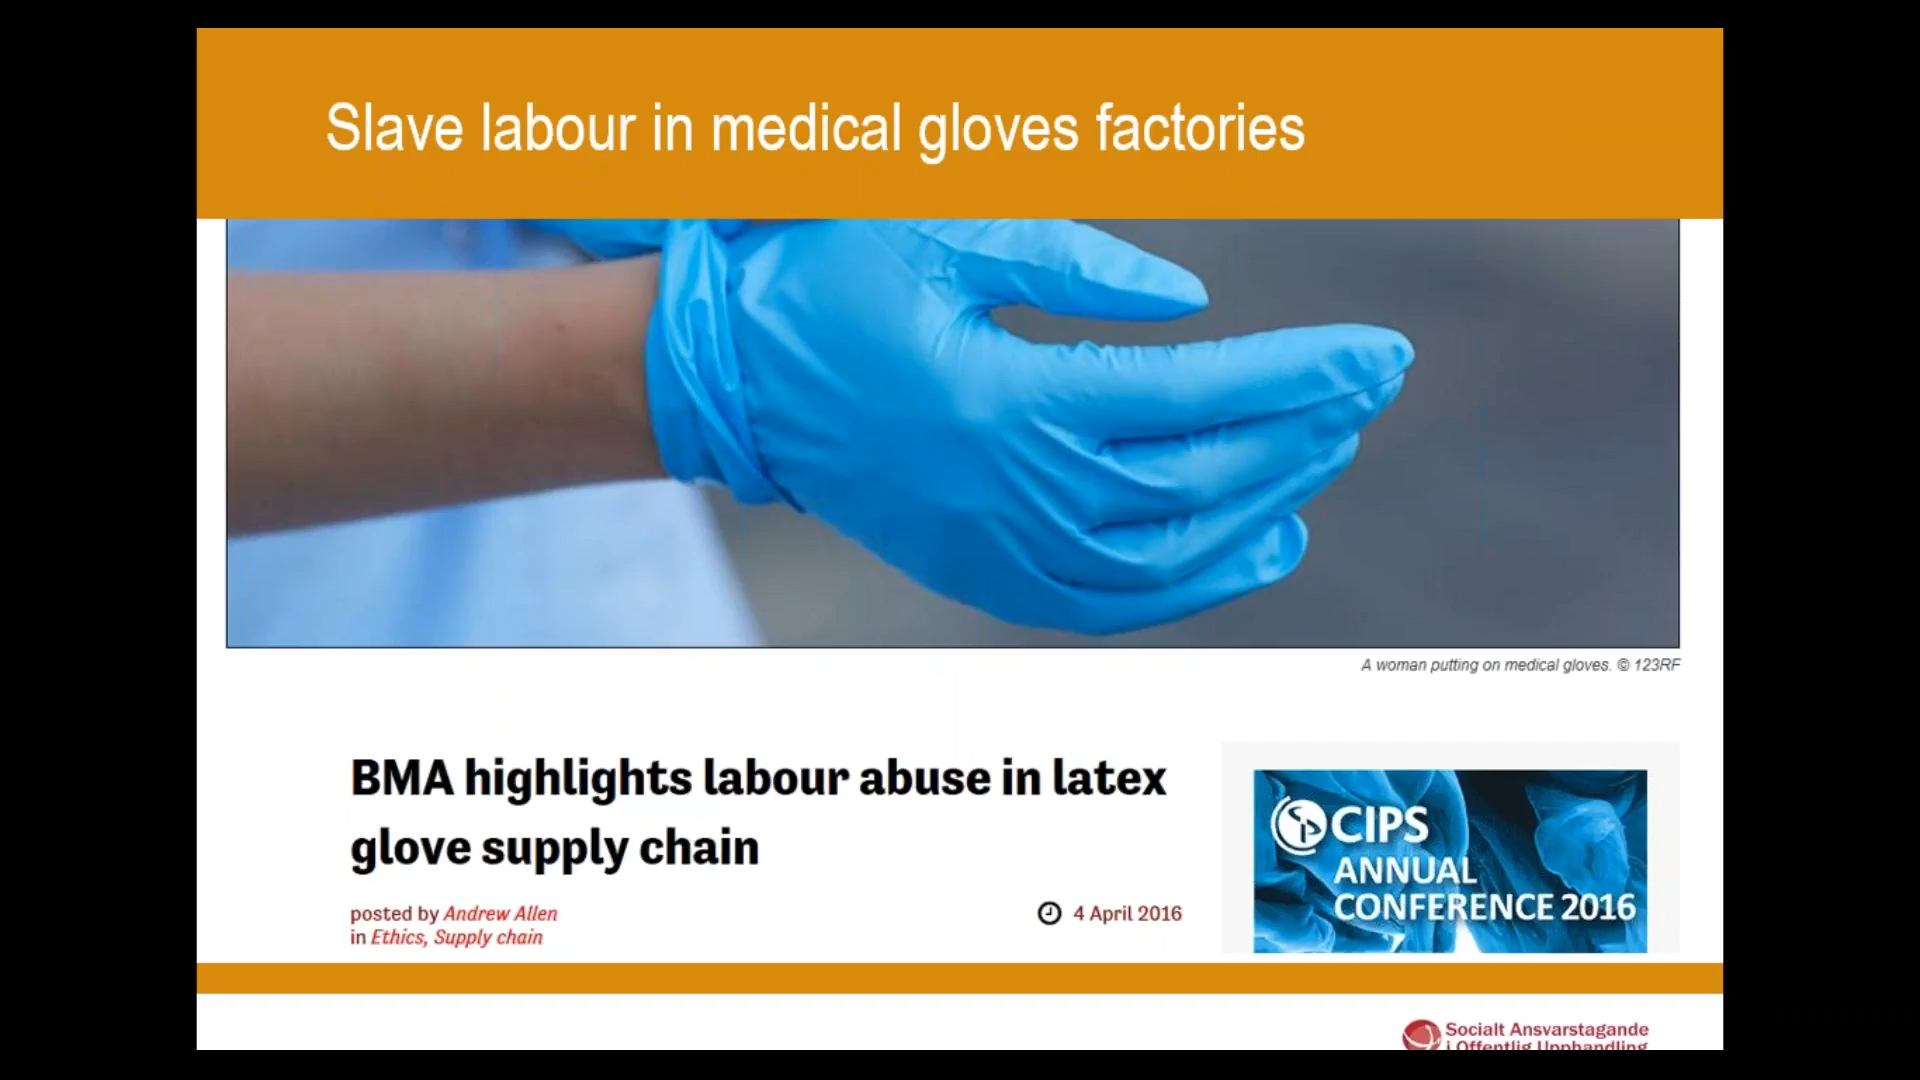 Slave labour in medical gloves factories
A woman putting on medical gloves. © 123RF
BMA highlights labour abuse in latex
glove supply chain
posted by Andrew Allen
in Ethics, Supply chain
4 April 2016
CIPS
ANNUAL
CONFERENCE 2016
Socialt Ansvarstagande
i Offentlig Upphandling